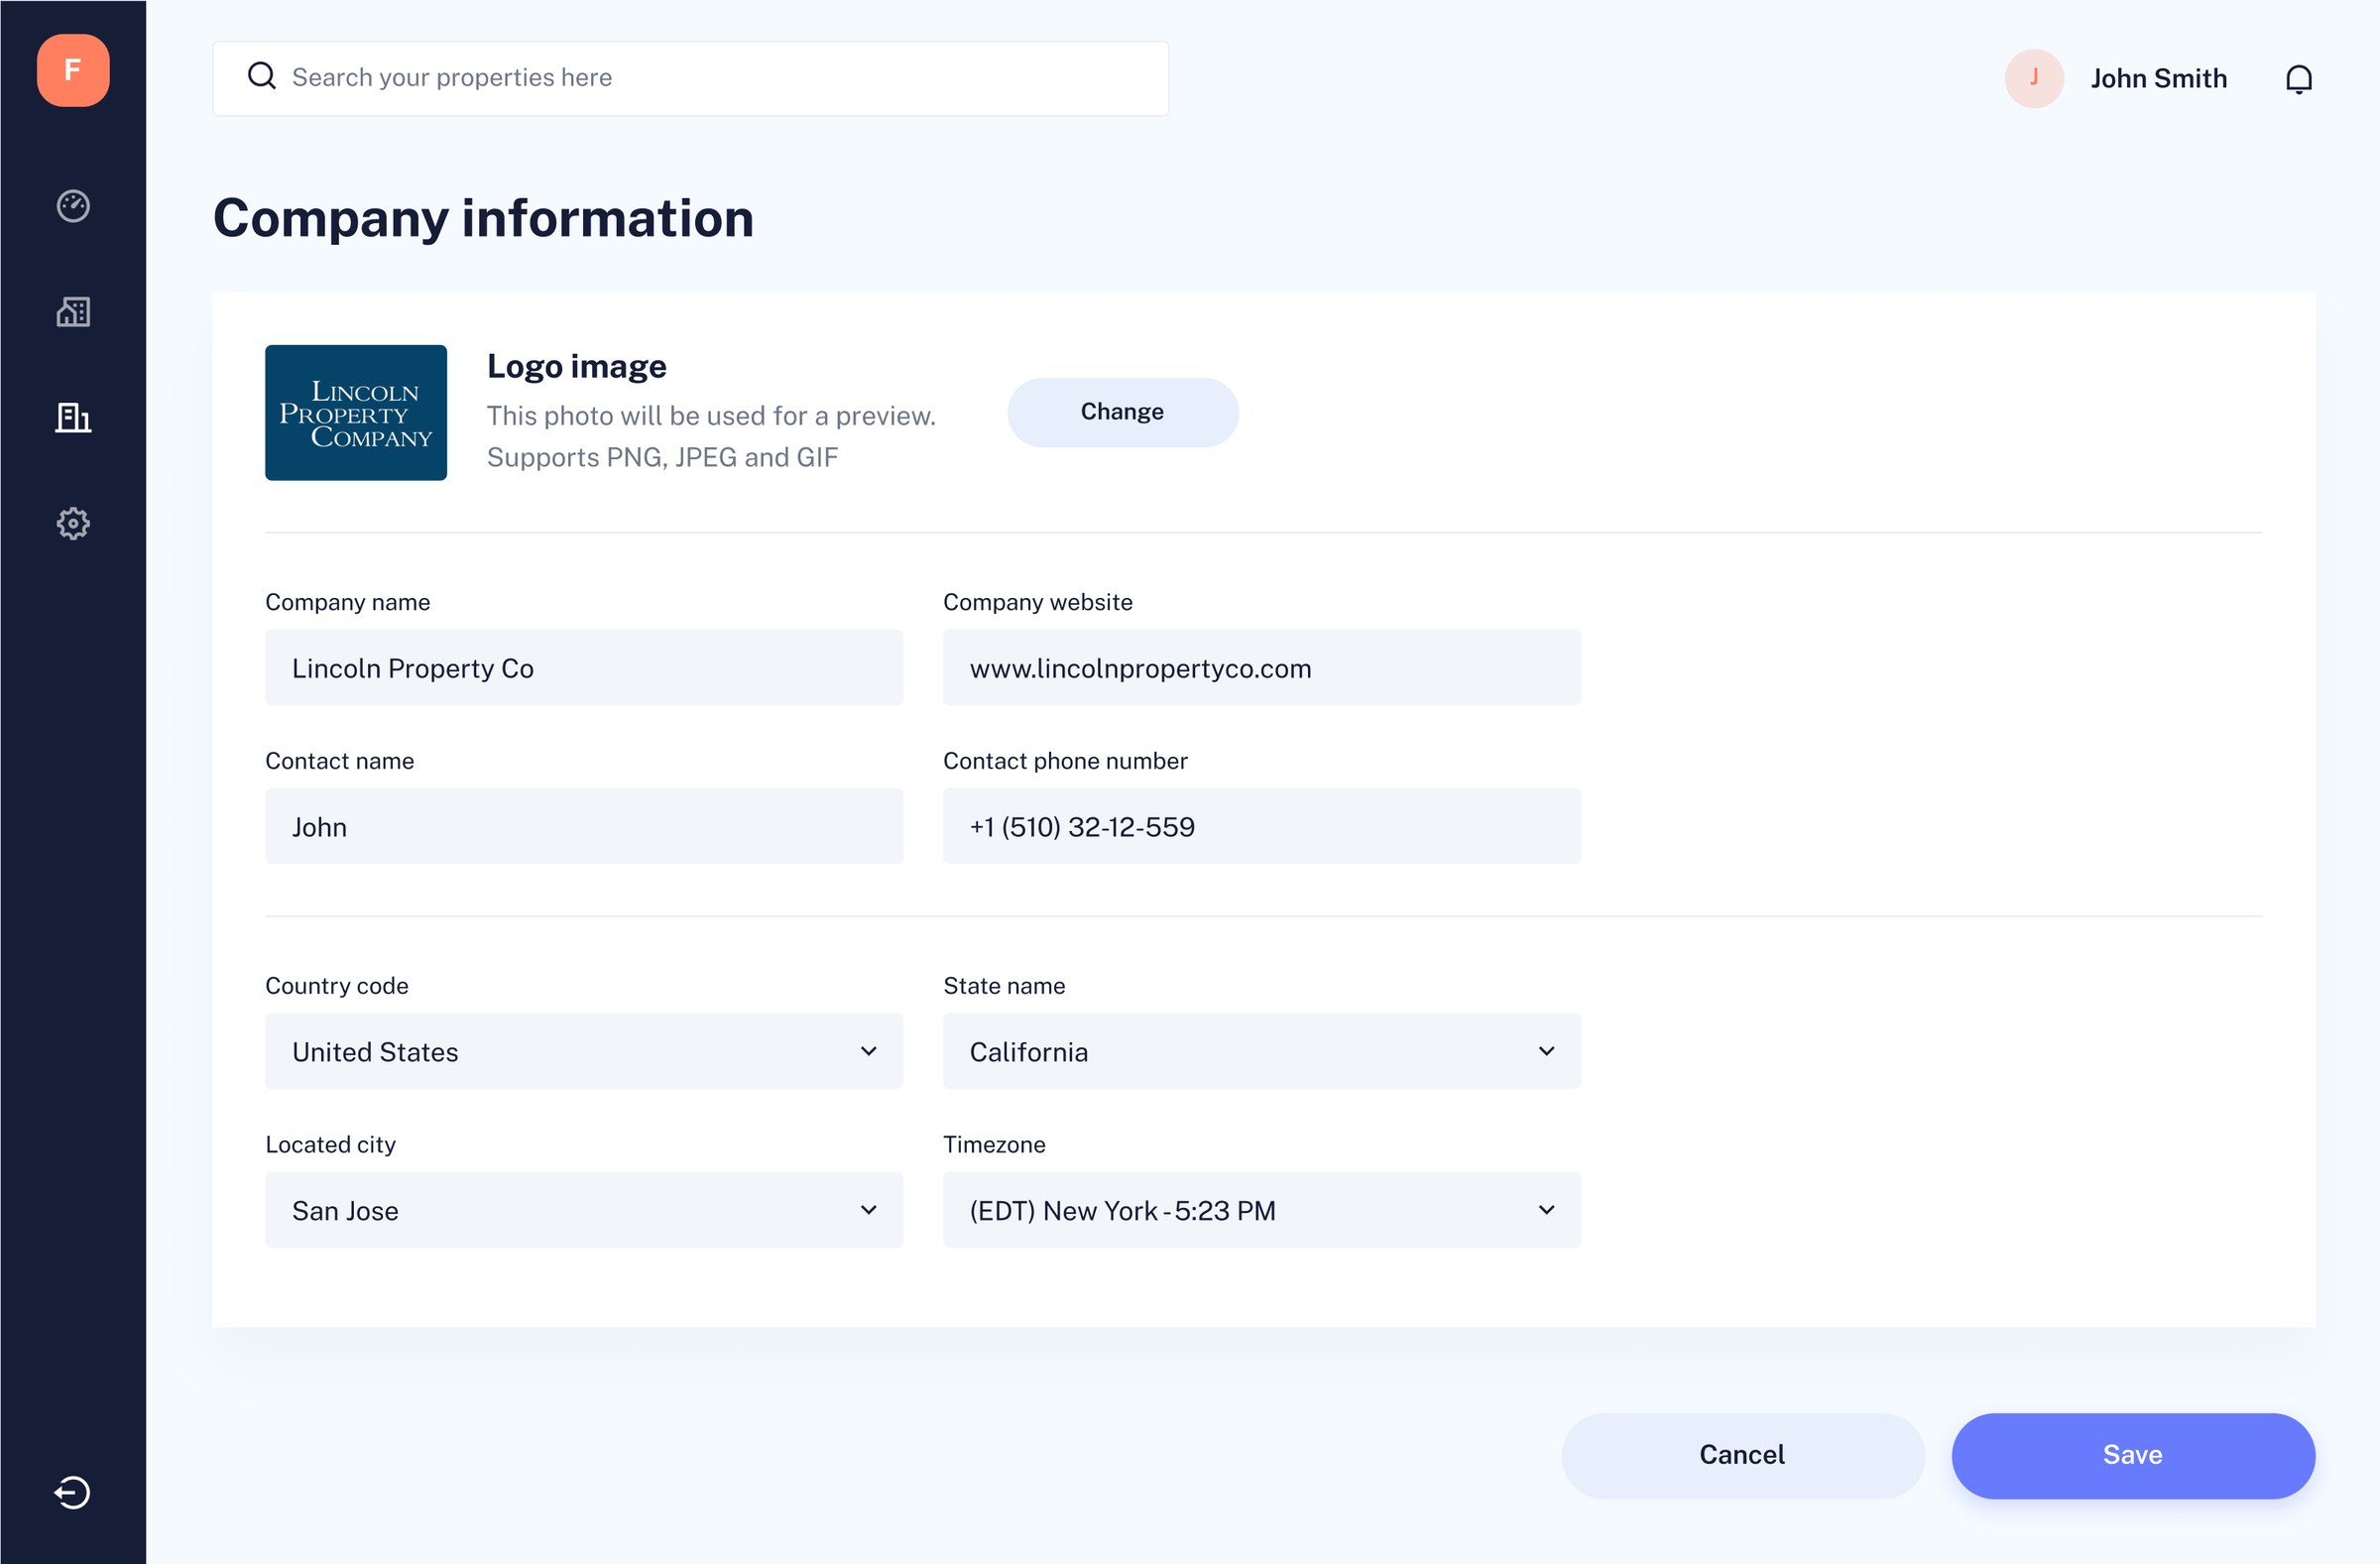 F
Search your properties here
J
John Smith
Company information
LINCOLN
PROPERTY
COMPANY
Logo image
This photo will be used for a preview.
Supports PNG, JPEG and GIF
Change
Company name
Company website
Lincoln Property Co
www.lincolnpropertyco.com
Contact name
Contact phone number
John
+1 (510) 32-12-559
Country code
State name
United States
California
Located city
Timezone
San Jose
(EDT) New York - 5:23 PM
Cancel
Save